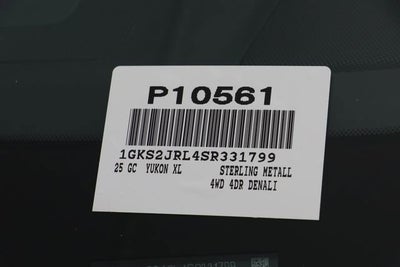 P10561
1GKS2JRL4SR331799
25 GC YUKON XL STERLING METALL
4WD 4DR DENALI